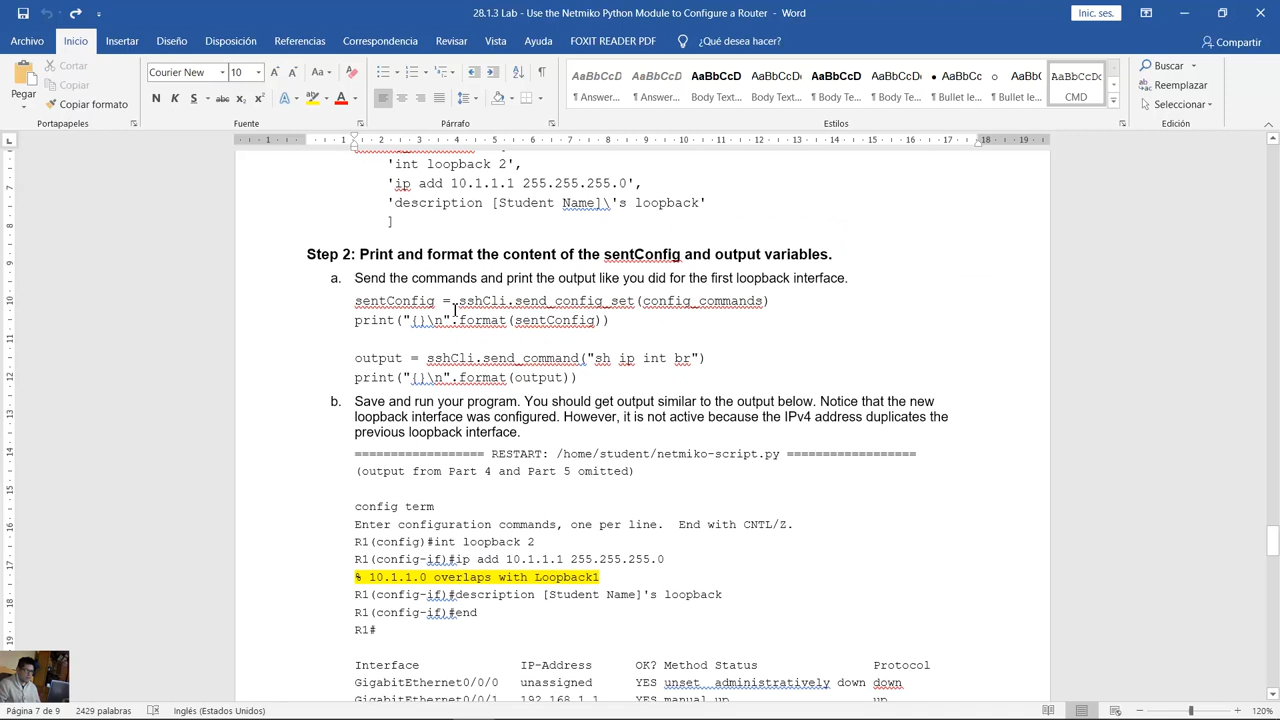 28.1.3 Lab - Use the Netmiko Python Module to Configure a Router - Word
Inic. ses.
Archivo Inicio Insertar Diseño Disposición Referencias Correspondencia Revisar Vista Ayuda FOXIT READER PDF ¿Qué desea hacer? Compartir
Pegar
Cortar
Copiar
Copiar formato
Portapapeles
Courier New 10
Fuente
Párrafo
AaBbCcD AaBbCcD AaBbCcD AaBbCcD AaBbCcD AaBbCcD AaBbCc AaBbC AaBbCcDc
¶ Answer... ¶ Answer... Body Text... ¶ Body T... ¶ Body T... Body Text... ¶ Bullet le... ¶ Bullet le... CMD
Estilos
Buscar
Reemplazar
Seleccionar
Edición
'int loopback 2',
'ip add 10.1.1.1 255.255.255.0',
'description [Student Name]\'s loopback'
]
Step 2: Print and format the content of the sentConfig and output variables.
a. Send the commands and print the output like you did for the first loopback interface.
sentConfig = sshCli.send_config_set(config_commands)
print("{}\n".format(sentConfig))
output = sshCli.send_command("sh ip int br")
print("{}\n".format(output))
b. Save and run your program. You should get output similar to the output below. Notice that the new
loopback interface was configured. However, it is not active because the IPv4 address duplicates the
previous loopback interface.
================== RESTART: /home/student/netmiko-script.py ==================
(output from Part 4 and Part 5 omitted)
config term
Enter configuration commands, one per line.  End with CNTL/Z.
R1(config)#int loopback 2
R1(config-if)#ip add 10.1.1.1 255.255.255.0
% 10.1.1.0 overlaps with Loopback1
R1(config-if)#description [Student Name]'s loopback
R1(config-if)#end
R1#
Interface IP-Address OK? Method Status Protocol
GigabitEthernet0/0/0 unassigned YES unset administratively down down
GigabitEthernet0/0/1 192.168.1.1 YES manual up up
Página 7 de 9 2429 palabras Inglés (Estados Unidos) 120%